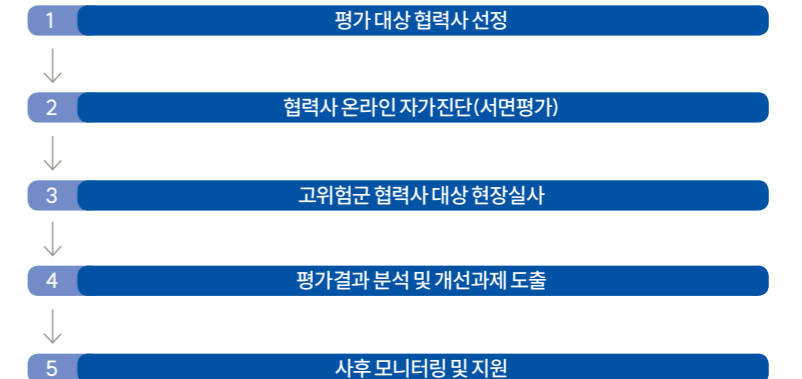 1 평가 대상 협력사 선정
2 협력사 온라인 자가진단(서면평가)
3 고위험군 협력사 대상 현장실사
4 평가결과 분석 및 개선과제 도출
5 사후 모니터링 및 지원